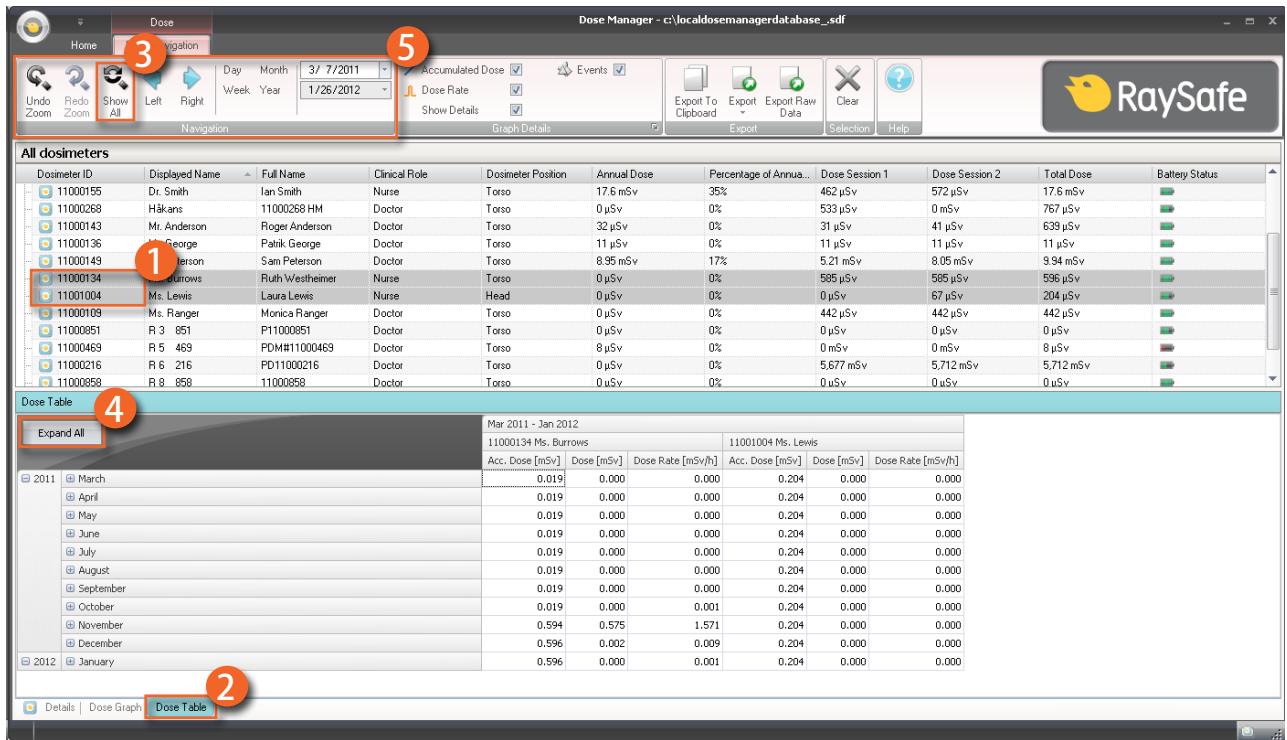 Dose
Dose Manager - c:\localdosemanagerdatabase_.sdf
Home
igation
3
5
Undo Zoom
Redo Zoom
Show All
Left
Right
Day Month
Week Year
3/ 7/2011
1/26/2012
Navigation
Accumulated Dose
Dose Rate
Show Details
Events
Graph Details
Export To Clipboard
Export
Export Raw Data
Export
Clear
Selection
Help
RaySafe
All dosimeters
Dosimeter ID Displayed Name Full Name Clinical Role Dosimeter Position Annual Dose Percentage of Annua... Dose Session 1 Dose Session 2 Total Dose Battery Status
11000155 Dr. Smith Ian Smith Nurse Torso 17.6 mSv 35% 462 µSv 572 µSv 17.6 mSv
11000268 Håkans 11000268 HM Doctor Torso 0 µSv 0% 533 µSv 0 mSv 767 µSv
11000143 Mr. Anderson Roger Anderson Doctor Torso 32 µSv 0% 31 µSv 41 µSv 639 µSv
11000136 George Patrik George Doctor Torso 11 µSv 0% 11 µSv 11 µSv 11 µSv
11000149 erson Sam Peterson Doctor Torso 8.95 mSv 17% 5.21 mSv 8.05 mSv 9.94 mSv
1
11000134 Burrows Ruth Westheimer Nurse Torso 0 µSv 0% 585 µSv 585 µSv 596 µSv
11001004 Ms. Lewis Laura Lewis Nurse Head 0 µSv 0% 0 µSv 67 µSv 204 µSv
11000109 Ms. Ranger Monica Ranger Doctor Torso 0 µSv 0% 442 µSv 442 µSv 442 µSv
11000851 R 3 851 P11000851 Doctor Torso 0 µSv 0% 0 µSv 0 µSv 0 µSv
11000469 R 5 469 PDM#11000469 Doctor Torso 8 µSv 0% 0 mSv 0 mSv 8 µSv
11000216 R 6 216 PD11000216 Doctor Torso 0 µSv 0% 5,677 mSv 5,712 mSv 5,712 mSv
11000858 R 8 858 11000858 Doctor Torso 0 µSv 0% 0 µSv 0 µSv 0 µSv
Dose Table
4
Expand All
Mar 2011 - Jan 2012
11000134 Ms. Burrows 11001004 Ms. Lewis
Acc. Dose [mSv] Dose [mSv] Dose Rate [mSv/h] Acc. Dose [mSv] Dose [mSv] Dose Rate [mSv/h]
2011 March 0.019 0.000 0.000 0.204 0.000 0.000
April 0.019 0.000 0.000 0.204 0.000 0.000
May 0.019 0.000 0.000 0.204 0.000 0.000
June 0.019 0.000 0.000 0.204 0.000 0.000
July 0.019 0.000 0.000 0.204 0.000 0.000
August 0.019 0.000 0.000 0.204 0.000 0.000
September 0.019 0.000 0.000 0.204 0.000 0.000
October 0.019 0.000 0.001 0.204 0.000 0.000
November 0.594 0.575 1.571 0.204 0.000 0.000
December 0.596 0.002 0.009 0.204 0.000 0.000
2012 January 0.596 0.000 0.001 0.204 0.000 0.000
2
Details | Dose Graph Dose Table